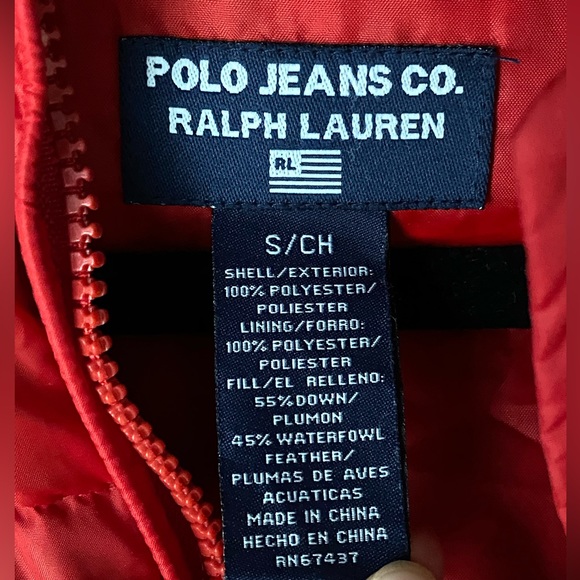 POLO JEANS CO.
RALPH LAUREN
RL
S/CH
SHELL/EXTERIOR:
100% POLYESTER/
POLIESTER
LINING/FORRO:
100% POLYESTER/
POLIESTER
FILL/EL RELLENO:
55%DOWN/
PLUMON
45% WATERFOWL
FEATHER/
PLUMAS DE AVES
ACUATICAS
MADE IN CHINA
HECHO EN CHINA
RN67437